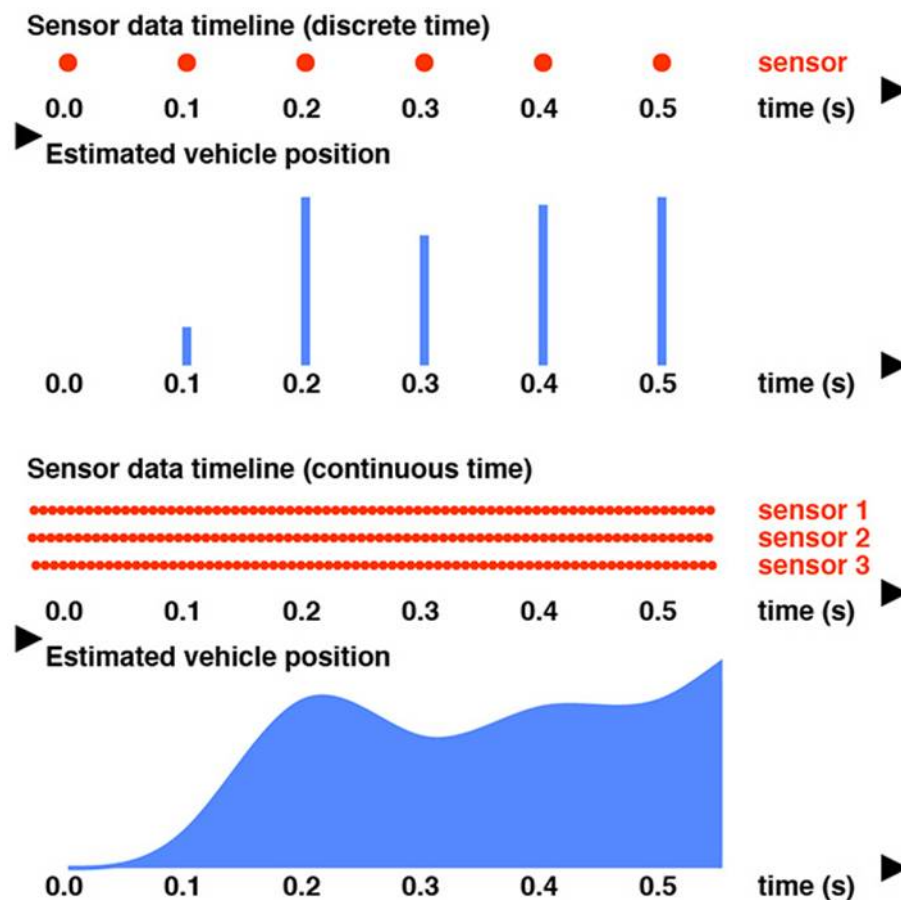 Sensor data timeline (discrete time)
sensor
0.0 0.1 0.2 0.3 0.4 0.5 time (s)
Estimated vehicle position
0.0 0.1 0.2 0.3 0.4 0.5 time (s)
Sensor data timeline (continuous time)
sensor 1
sensor 2
sensor 3
0.0 0.1 0.2 0.3 0.4 0.5 time (s)
Estimated vehicle position
0.0 0.1 0.2 0.3 0.4 0.5 time (s)